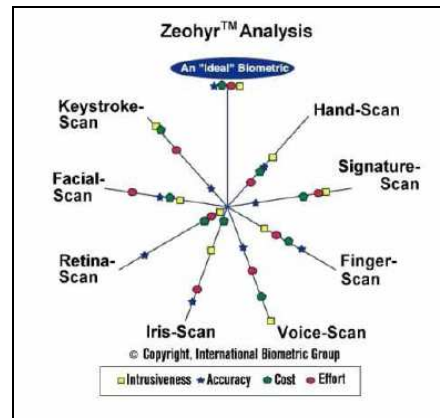 Zeohyr™ Analysis
An "Ideal" Biometric
Keystroke-
Scan
Hand-Scan
Facial-
Scan
Signature-
Scan
Retina-
Scan
Finger-
Scan
Iris-Scan
Voice-Scan
© Copyright, International Biometric Group
Intrusiveness Accuracy Cost Effort